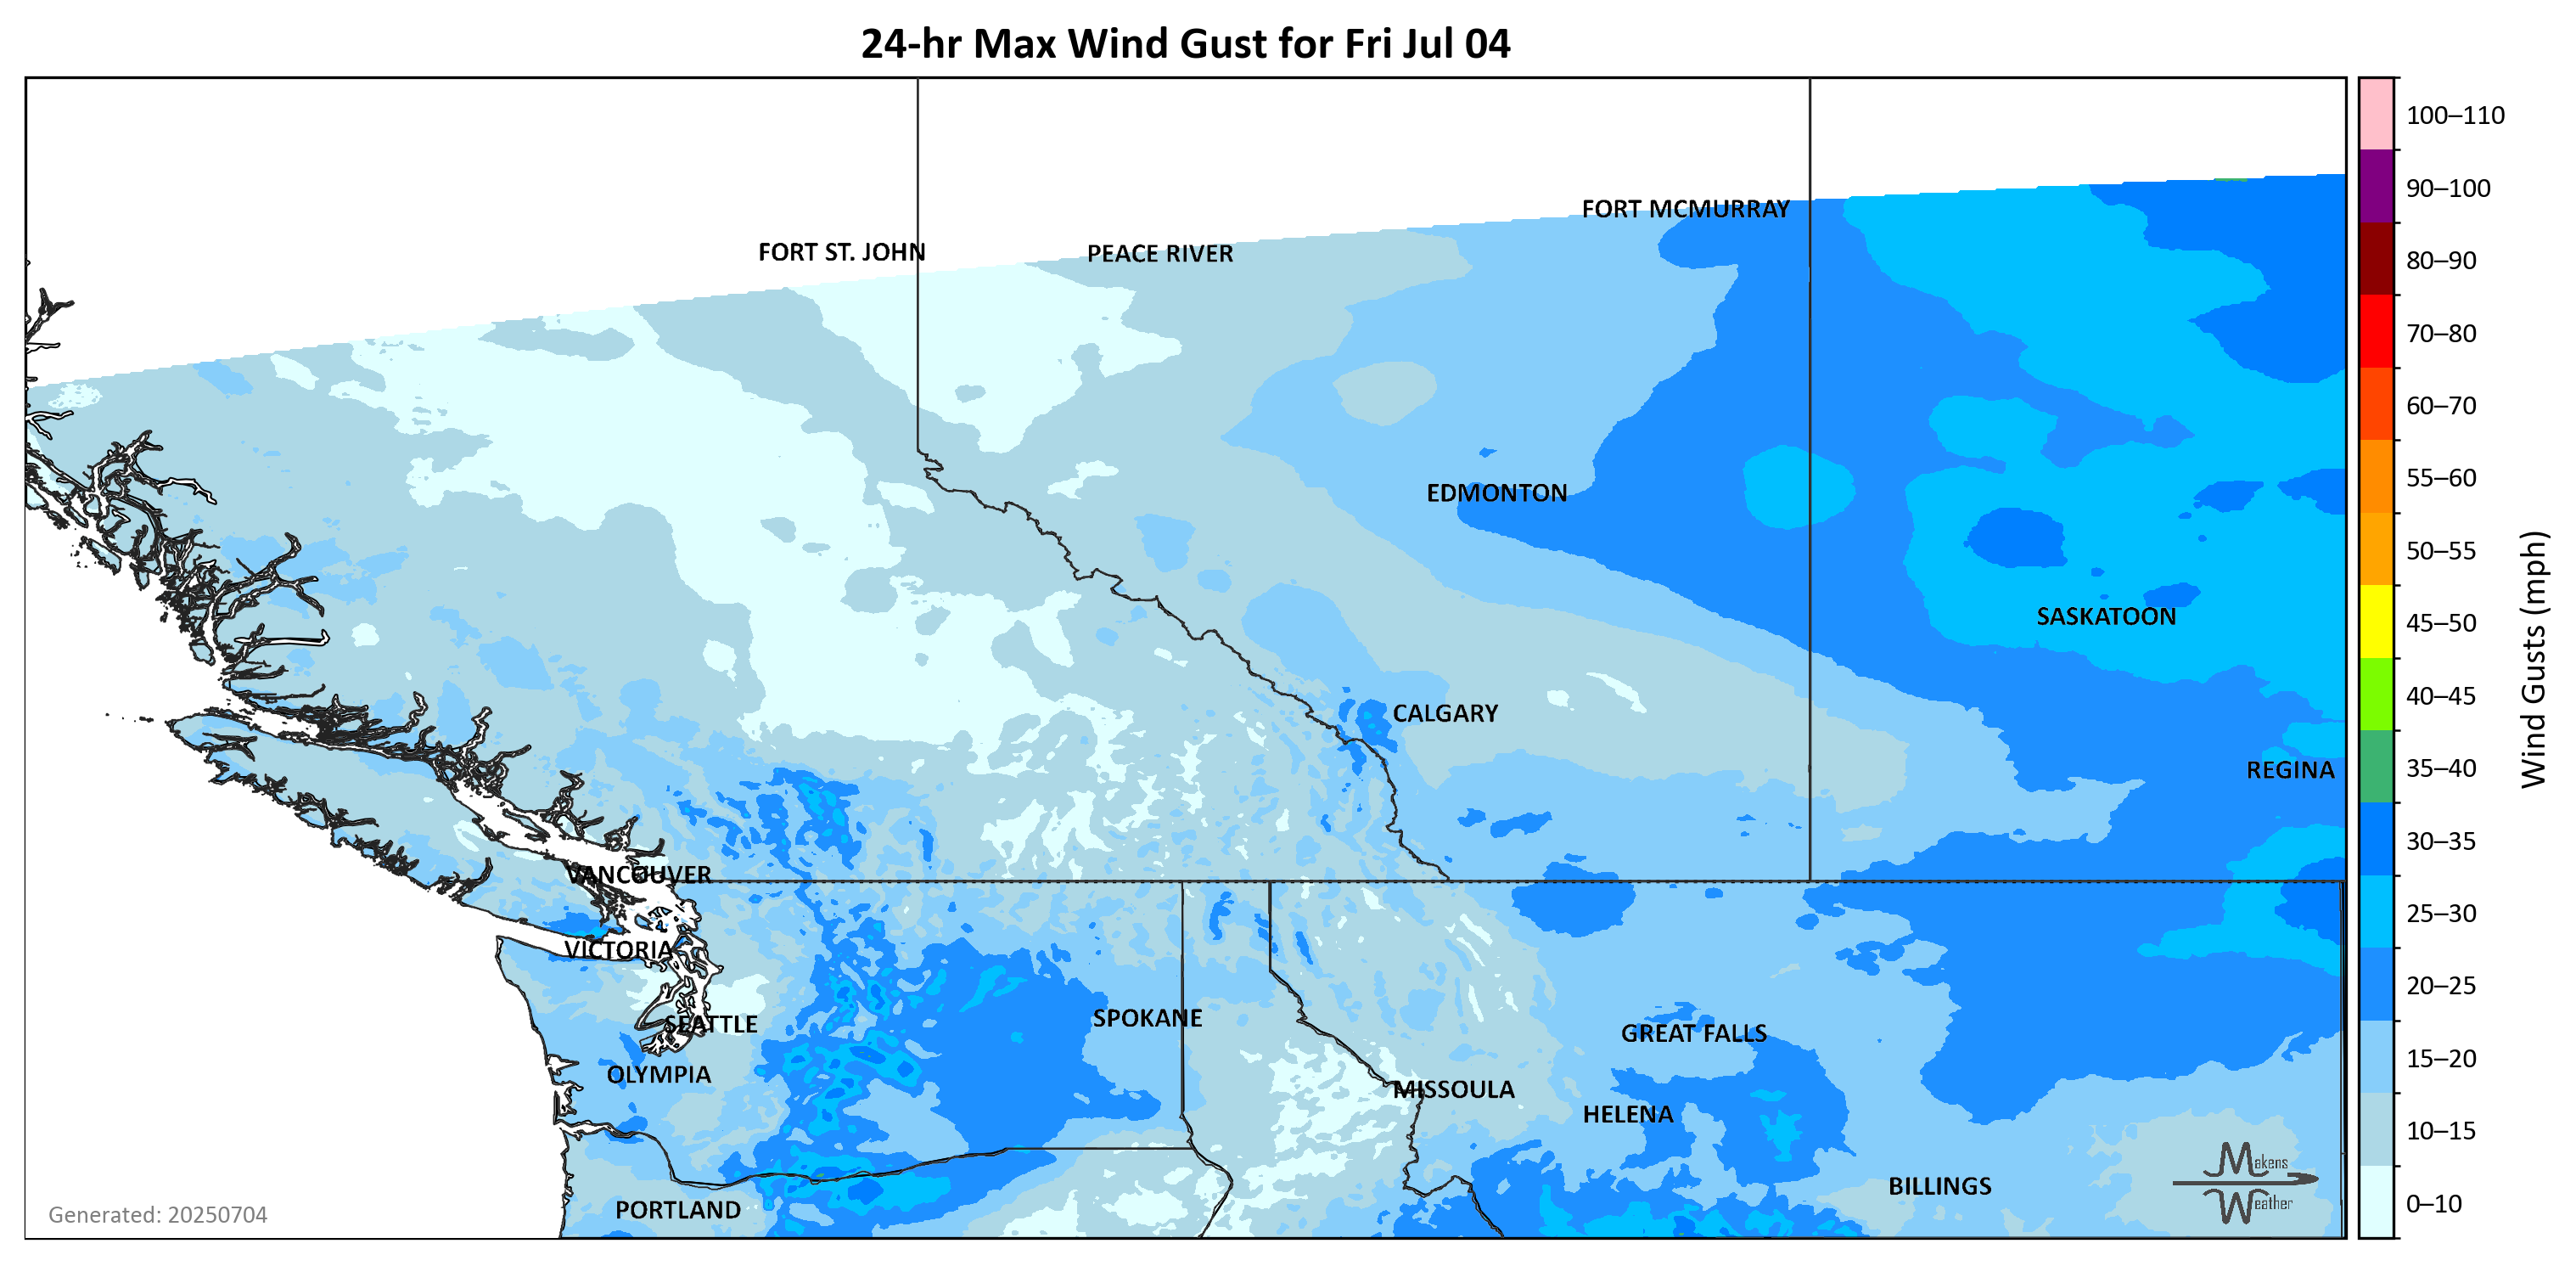 24-hr Max Wind Gust for Fri Jul 04
100–110
90–100
80–90
70–80
60–70
55–60
50–55
45–50
40–45
35–40
30–35
25–30
20–25
15–20
10–15
0–10
Wind Gusts (mph)
FORT MCMURRAY
FORT ST. JOHN
PEACE RIVER
EDMONTON
SASKATOON
CALGARY
REGINA
VANCOUVER
VICTORIA
SEATTLE
SPOKANE
GREAT FALLS
OLYMPIA
MISSOULA
HELENA
BILLINGS
PORTLAND
Makens
Weather
Generated: 20250704